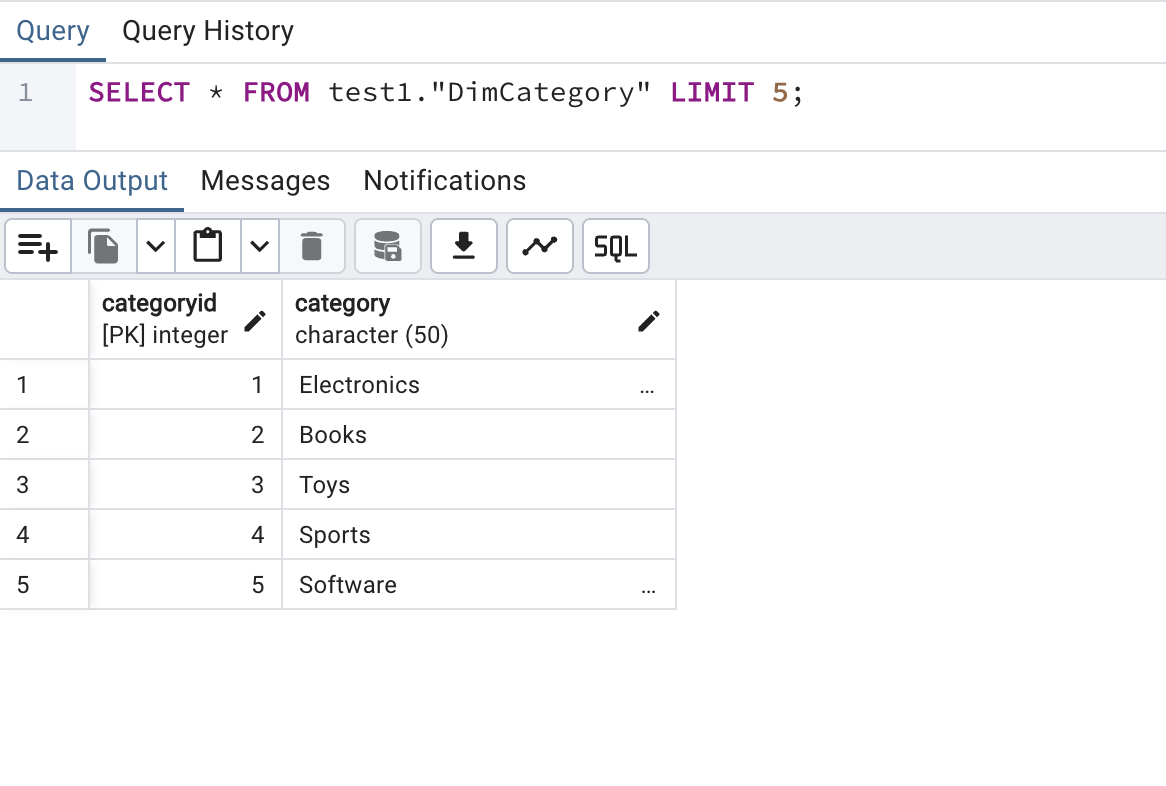 Query Query History
1 SELECT * FROM test1."DimCategory" LIMIT 5;
Data Output Messages Notifications
SQL
categoryid category
[PK] integer character (50)
1 1 Electronics ...
2 2 Books
3 3 Toys
4 4 Sports
5 5 Software ...